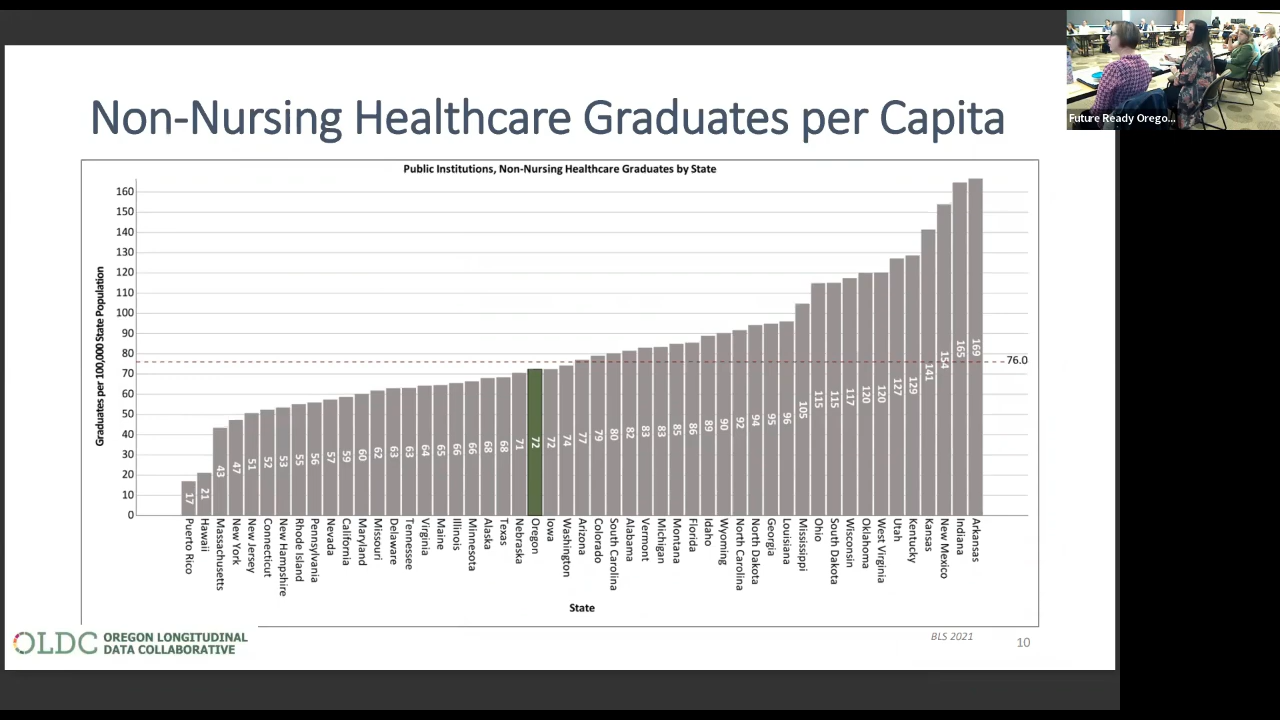 Non-Nursing Healthcare Graduates per Capita
Future Ready Orego...
Public Institutions, Non-Nursing Healthcare Graduates by State
Graduates per 100,000 State Population
160
150
140
130
120
110
100
90
80
70
60
50
40
30
20
10
0
76.0
17
21
43
47
51
52
53
55
56
57
59
60
62
63
63
64
65
66
66
68
68
71
72
72
74
77
79
80
82
83
83
85
86
89
90
92
94
95
96
105
115
115
117
120
120
127
129
141
154
165
169
Puerto Rico
Hawaii
Massachusetts
New York
New Jersey
Connecticut
New Hampshire
Rhode Island
Pennsylvania
Nevada
California
Maryland
Missouri
Delaware
Tennessee
Virginia
Maine
Illinois
Minnesota
Alaska
Texas
Nebraska
Oregon
Iowa
Washington
Arizona
Colorado
South Carolina
Alabama
Vermont
Michigan
Montana
Florida
Idaho
Wyoming
North Carolina
North Dakota
Georgia
Louisiana
Mississippi
Ohio
South Dakota
Wisconsin
Oklahoma
West Virginia
Utah
Kentucky
Kansas
New Mexico
Indiana
Arkansas
State
OLDC OREGON LONGITUDINAL
DATA COLLABORATIVE
BLS 2021
10